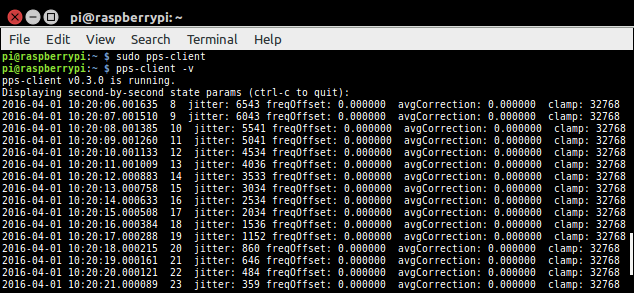 pi@raspberrypi: ~
File Edit View Search Terminal Help
pi@raspberrypi:~ $ sudo pps-client
pi@raspberrypi:~ $ pps-client -v
pps-client v0.3.0 is running.
Displaying second-by-second state params (ctrl-c to quit):
2016-04-01 10:20:06.001635  8  jitter: 6543 freqOffset: 0.000000  avgCorrection: 0.000000  clamp: 32768
2016-04-01 10:20:07.001510  9  jitter: 6043 freqOffset: 0.000000  avgCorrection: 0.000000  clamp: 32768
2016-04-01 10:20:08.001385  10  jitter: 5541 freqOffset: 0.000000  avgCorrection: 0.000000  clamp: 32768
2016-04-01 10:20:09.001260  11  jitter: 5041 freqOffset: 0.000000  avgCorrection: 0.000000  clamp: 32768
2016-04-01 10:20:10.001133  12  jitter: 4534 freqOffset: 0.000000  avgCorrection: 0.000000  clamp: 32768
2016-04-01 10:20:11.001009  13  jitter: 4036 freqOffset: 0.000000  avgCorrection: 0.000000  clamp: 32768
2016-04-01 10:20:12.000883  14  jitter: 3533 freqOffset: 0.000000  avgCorrection: 0.000000  clamp: 32768
2016-04-01 10:20:13.000758  15  jitter: 3034 freqOffset: 0.000000  avgCorrection: 0.000000  clamp: 32768
2016-04-01 10:20:14.000633  16  jitter: 2534 freqOffset: 0.000000  avgCorrection: 0.000000  clamp: 32768
2016-04-01 10:20:15.000508  17  jitter: 2034 freqOffset: 0.000000  avgCorrection: 0.000000  clamp: 32768
2016-04-01 10:20:16.000384  18  jitter: 1536 freqOffset: 0.000000  avgCorrection: 0.000000  clamp: 32768
2016-04-01 10:20:17.000288  19  jitter: 1152 freqOffset: 0.000000  avgCorrection: 0.000000  clamp: 32768
2016-04-01 10:20:18.000215  20  jitter: 860 freqOffset: 0.000000  avgCorrection: 0.000000  clamp: 32768
2016-04-01 10:20:19.000161  21  jitter: 646 freqOffset: 0.000000  avgCorrection: 0.000000  clamp: 32768
2016-04-01 10:20:20.000121  22  jitter: 484 freqOffset: 0.000000  avgCorrection: 0.000000  clamp: 32768
2016-04-01 10:20:21.000089  23  jitter: 359 freqOffset: 0.000000  avgCorrection: 0.000000  clamp: 32768